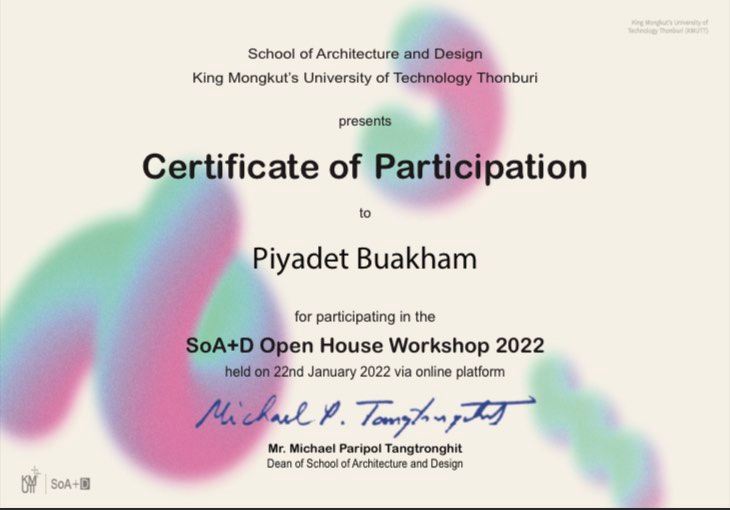 King Mongkut's University of
Technology Thonburi (KMUTT)
School of Architecture and Design
King Mongkut's University of Technology Thonburi
presents
Certificate of Participation
to
Piyadet Buakham
for participating in the
SoA+D Open House Workshop 2022
held on 22nd January 2022 via online platform
Michael P. Tangtrongthit
Mr. Michael Paripol Tangtronghit
Dean of School of Architecture and Design
KMUTT SoA+D